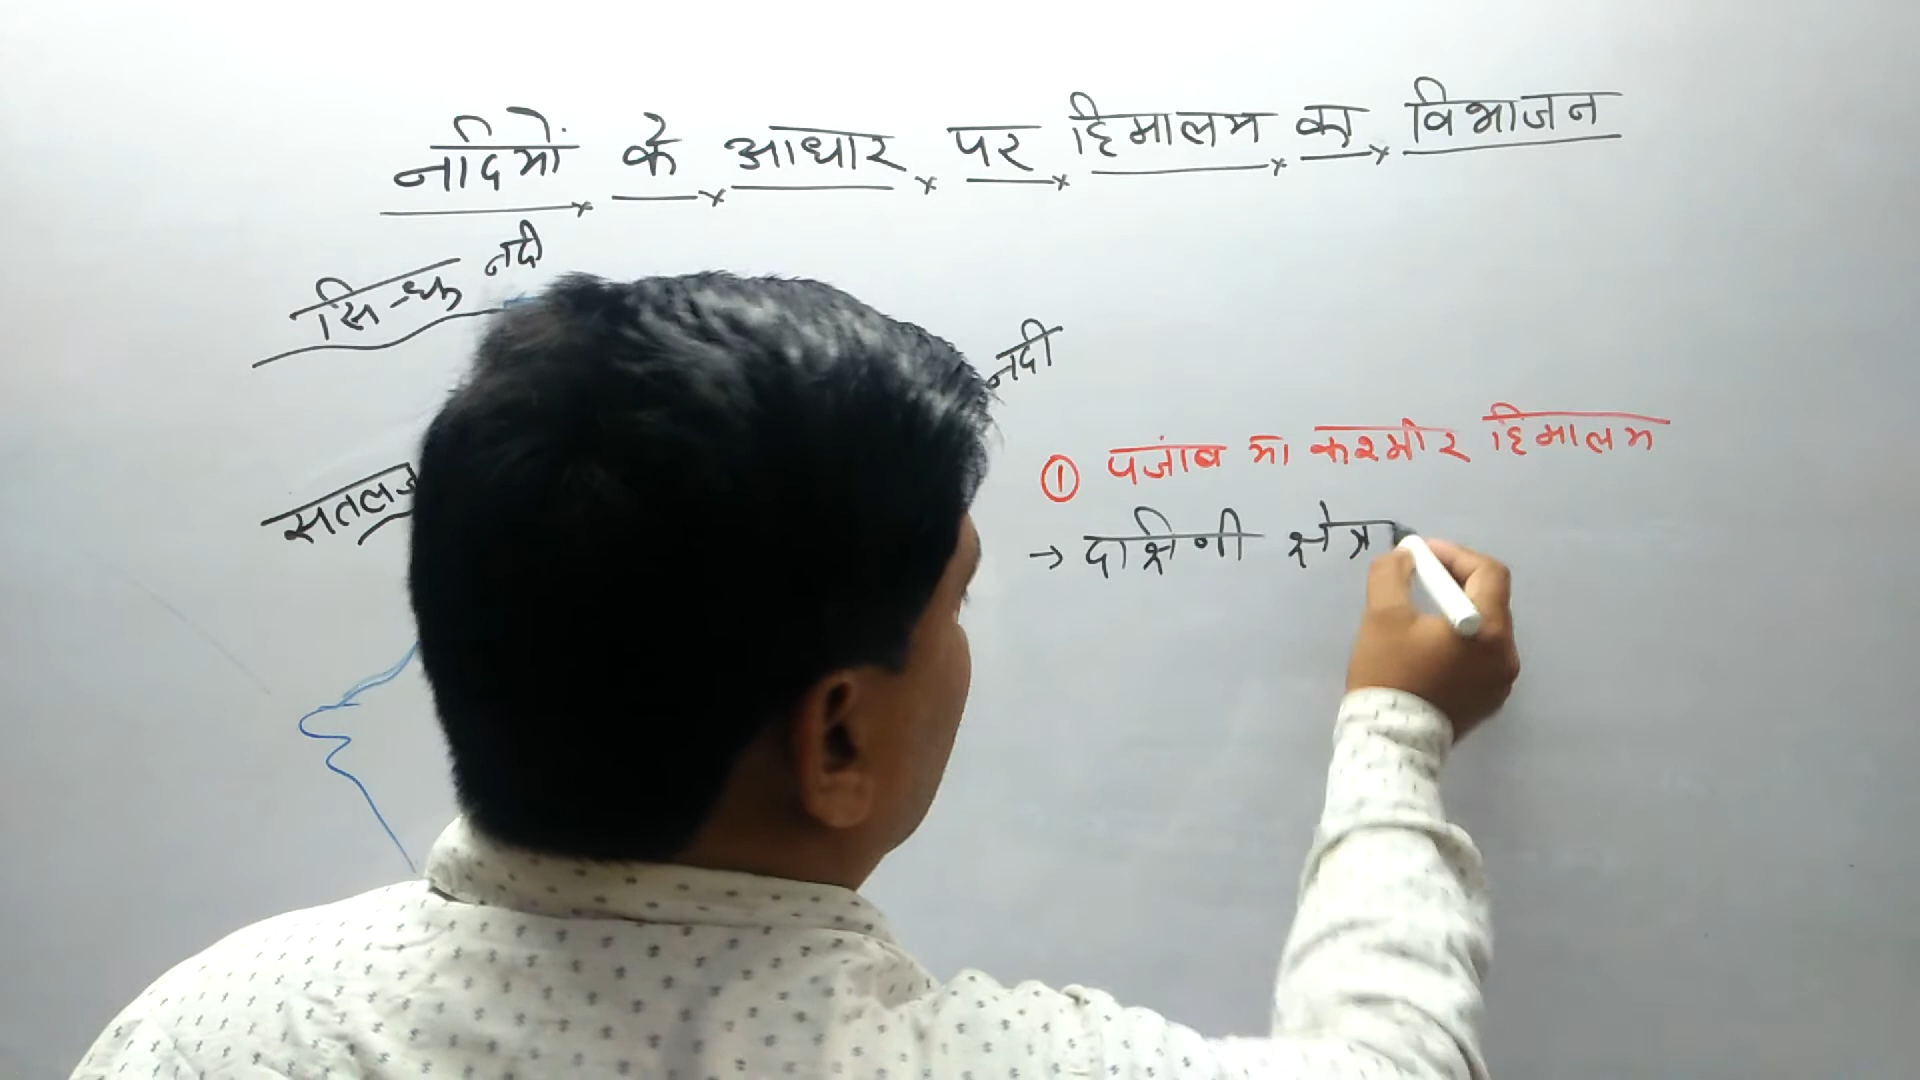 नदियों के आधार पर हिमालय का विभाजन
सिन्धु नदी
नदी
सतलज
① पंजाब या कश्मीर हिमालय
→ दक्षिणी क्षेत्र